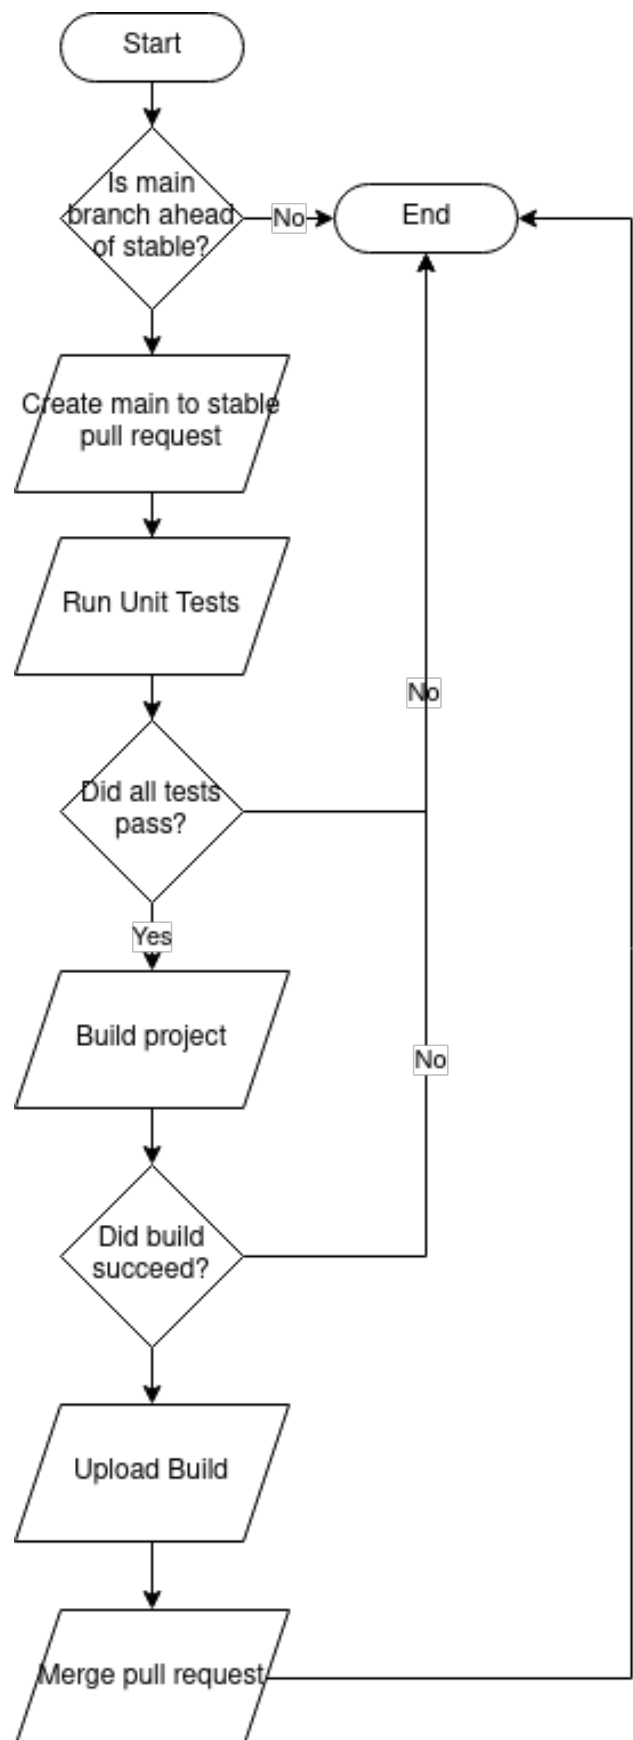 Start
Is main
branch ahead
of stable?
No
End
Create main to stable
pull request
Run Unit Tests
No
Did all tests
pass?
Yes
Build project
No
Did build
succeed?
Upload Build
Merge pull request